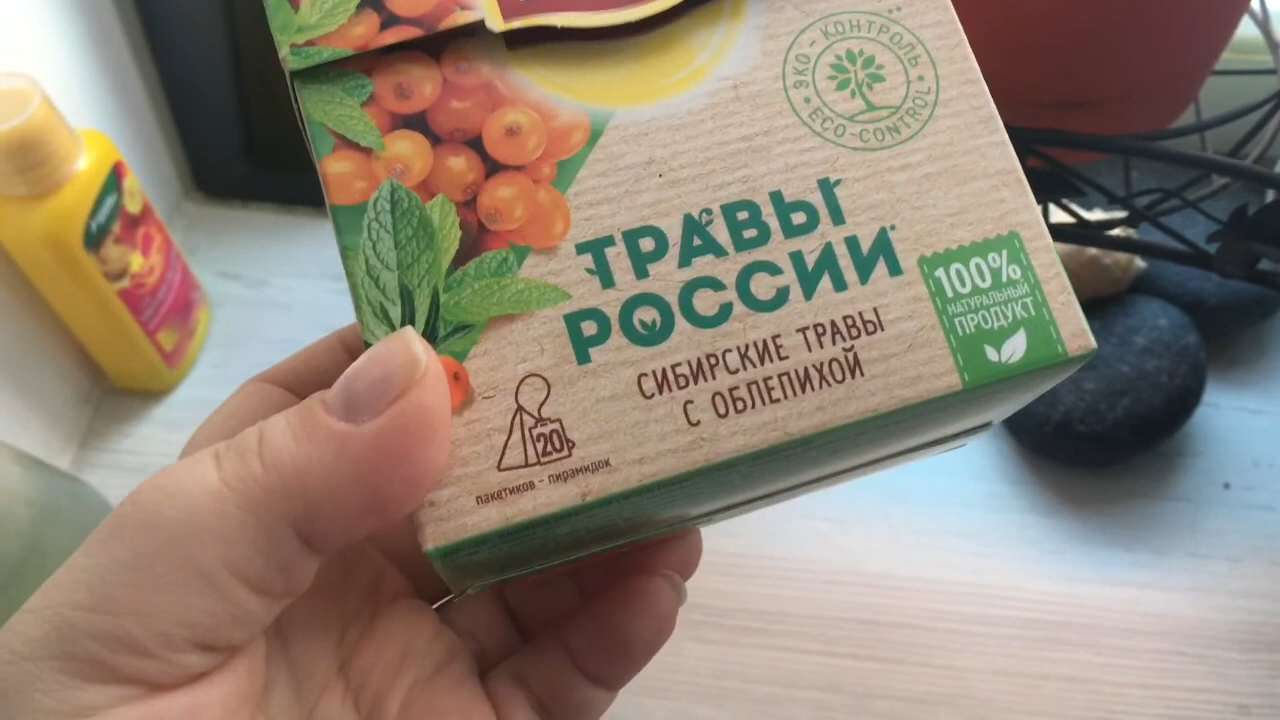 ЭКО - КОНТРОЛЬ
ECO-CONTROL
ТРАВЫ
РОССИИ
СИБИРСКИЕ ТРАВЫ
С ОБЛЕПИХОЙ
100%
НАТУРАЛЬНЫЙ
ПРОДУКТ
20
пакетиков - пирамидок